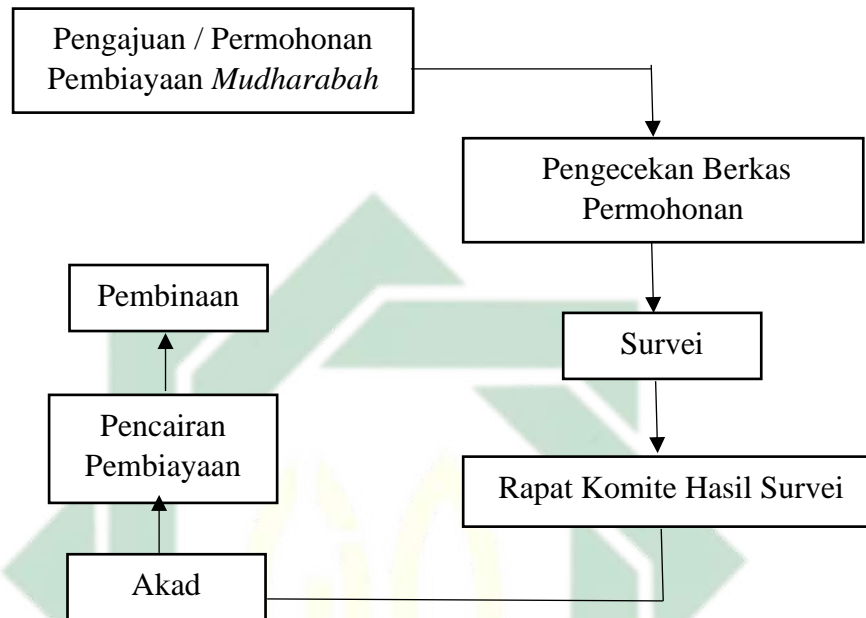 Pengajuan / Permohonan
Pembiayaan Mudharabah
Pengecekan Berkas
Permohonan
Survei
Rapat Komite Hasil Survei
Akad
Pencairan
Pembiayaan
Pembinaan